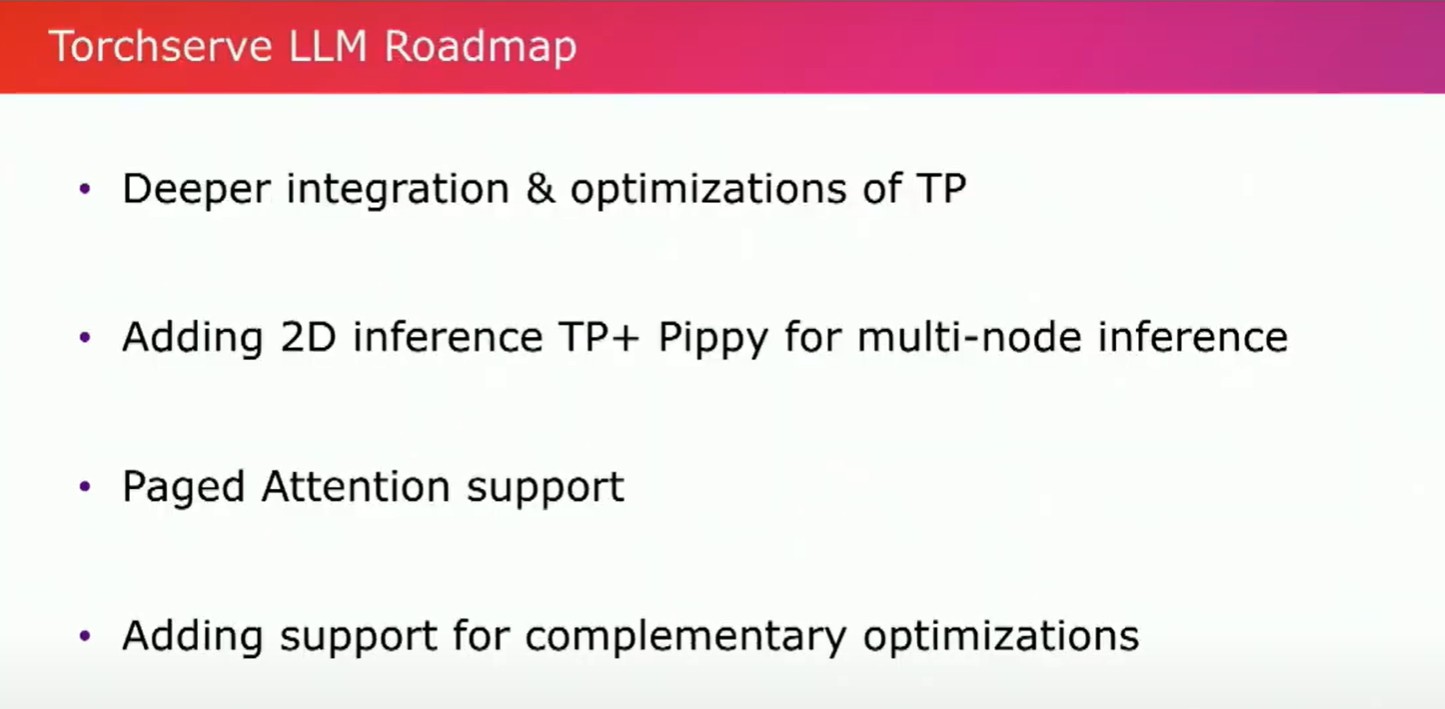 Torchserve LLM Roadmap
• Deeper integration & optimizations of TP
• Adding 2D inference TP+ Pippy for multi-node inference
• Paged Attention support
• Adding support for complementary optimizations